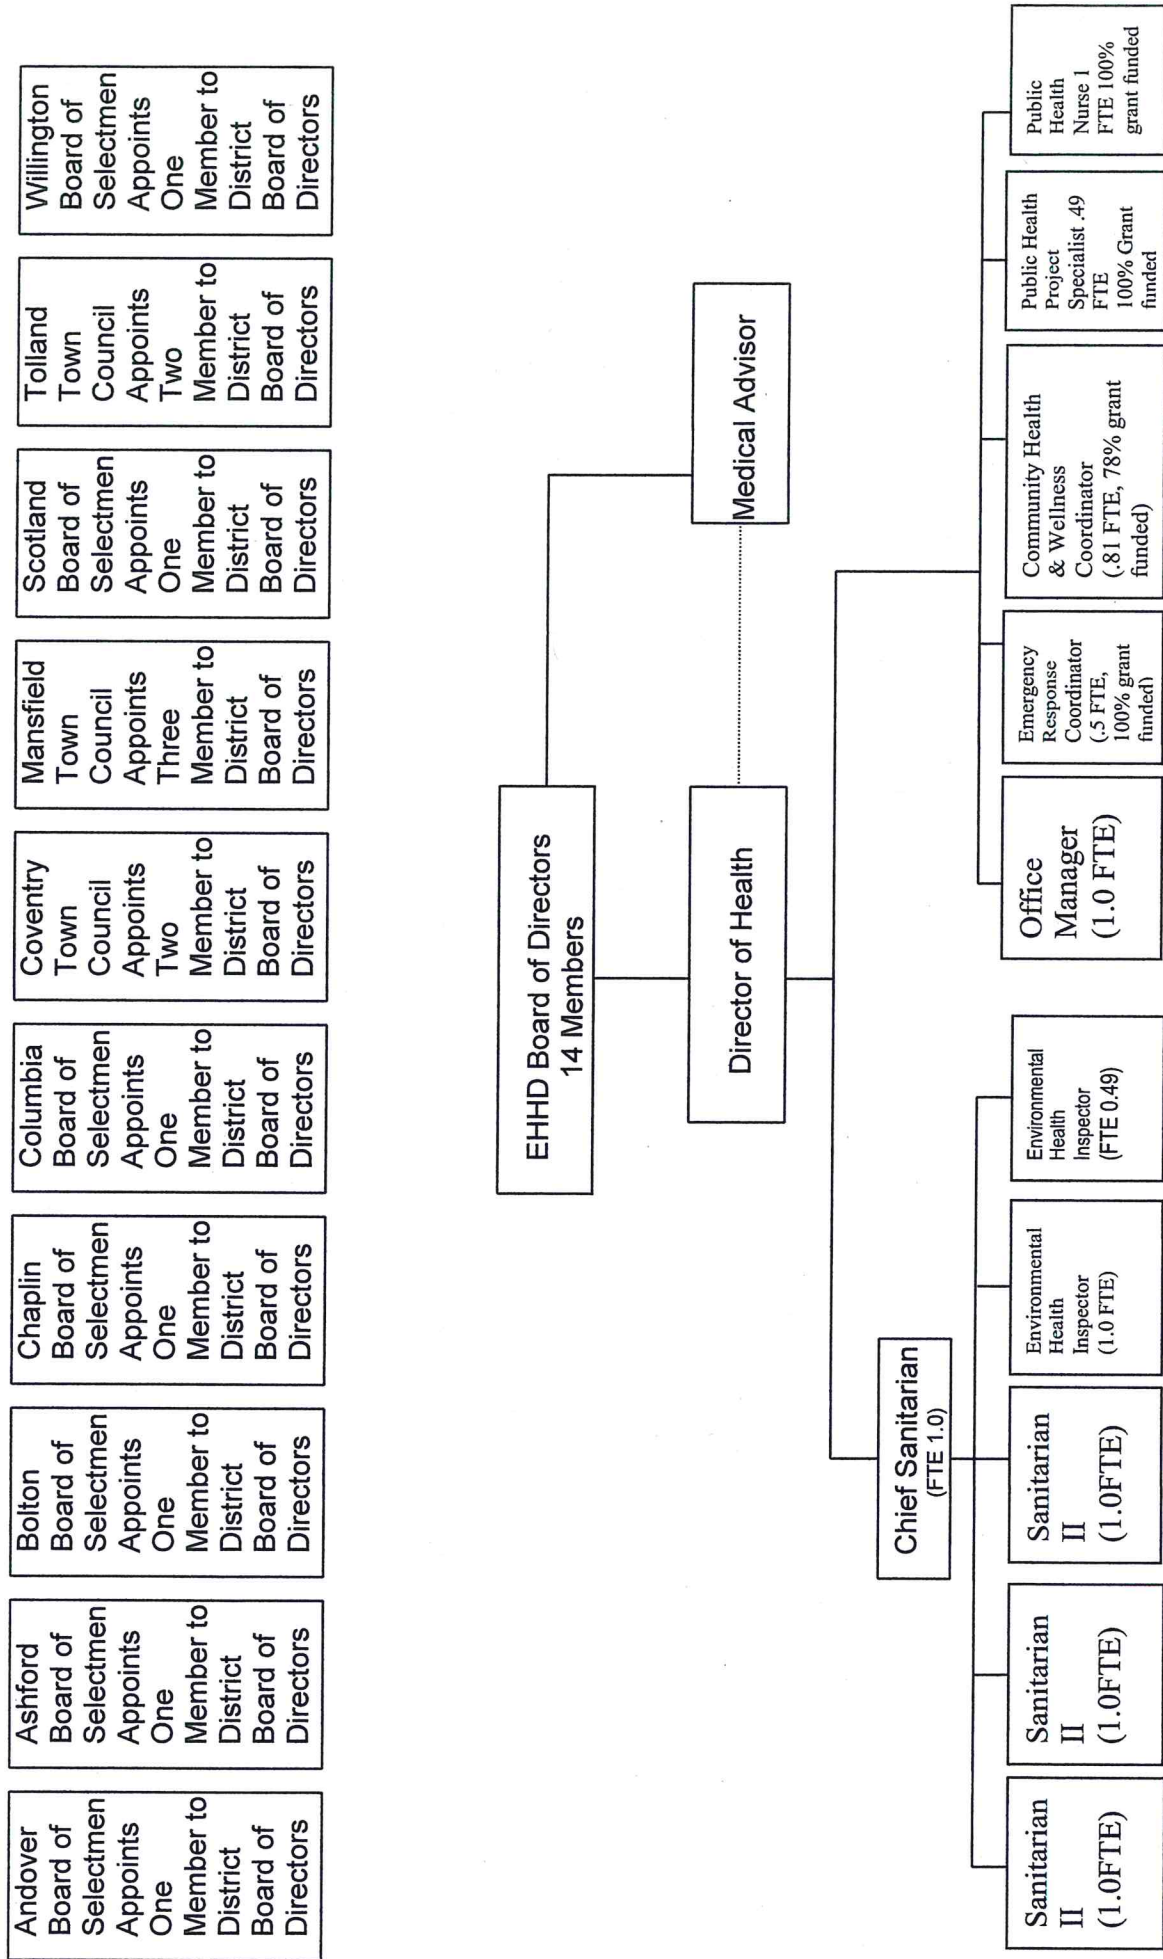 Andover
Board of
Selectmen
Appoints
One
Member to
District
Board of
Directors
Ashford
Board of
Selectmen
Appoints
One
Member to
District
Board of
Directors
Bolton
Board of
Selectmen
Appoints
One
Member to
District
Board of
Directors
Chaplin
Board of
Selectmen
Appoints
One
Member to
District
Board of
Directors
Columbia
Board of
Selectmen
Appoints
One
Member to
District
Board of
Directors
Coventry
Town
Council
Appoints
Two
Member to
District
Board of
Directors
Mansfield
Town
Council
Appoints
Three
Member to
District
Board of
Directors
Scotland
Board of
Selectmen
Appoints
One
Member to
District
Board of
Directors
Tolland
Town
Council
Appoints
Two
Member to
District
Board of
Directors
Willington
Board of
Selectmen
Appoints
One
Member to
District
Board of
Directors
EHHD Board of Directors
14 Members
Director of Health
Medical Advisor
Chief Sanitarian
(FTE 1.0)
Sanitarian
II
(1.0FTE)
Sanitarian
II
(1.0FTE)
Sanitarian
II
(1.0FTE)
Environmental
Health
Inspector
(1.0 FTE)
Environmental
Health
Inspector
(FTE 0.49)
Office
Manager
(1.0 FTE)
Emergency
Response
Coordinator
(.5 FTE,
100% grant
funded)
Community Health
& Wellness
Coordinator
(.81 FTE, 78% grant
funded)
Public Health
Project
Specialist .49
FTE
100% Grant
funded
Public
Health
Nurse 1
FTE 100%
grant funded